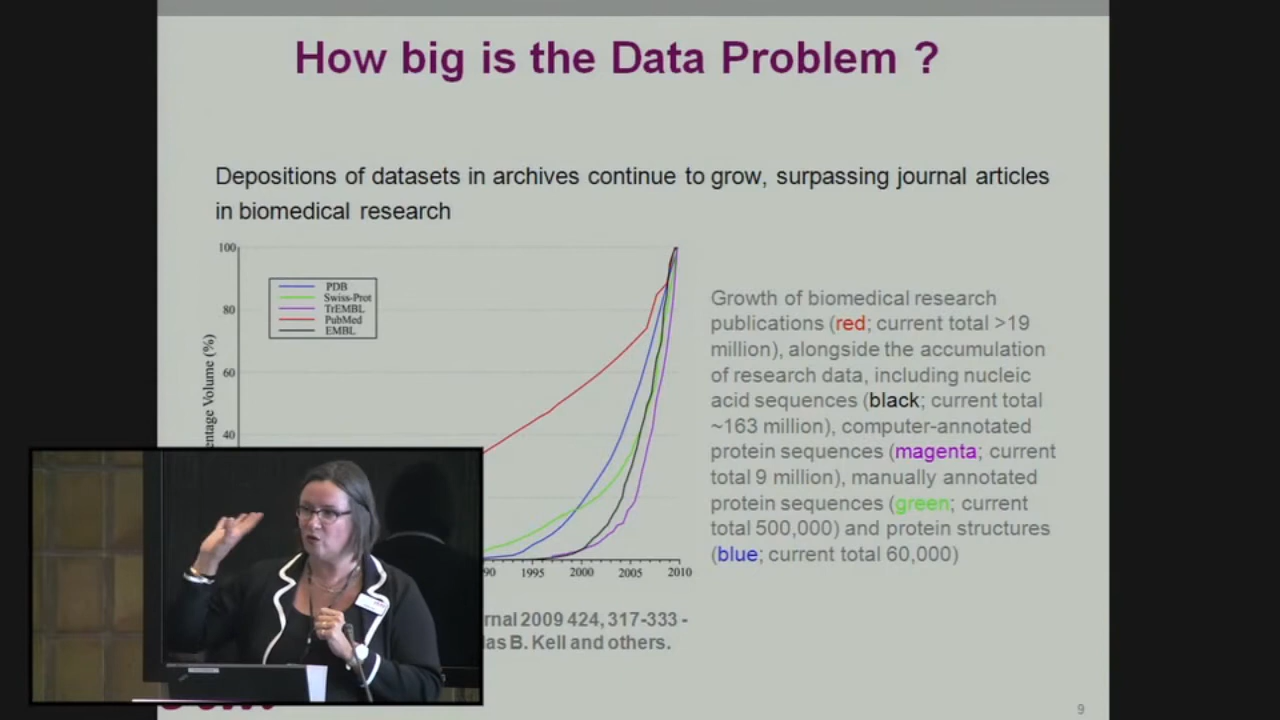 How big is the Data Problem ?
Depositions of datasets in archives continue to grow, surpassing journal articles
in biomedical research
100
80
60
40
PDB
Swiss-Prot
TrEMBL
PubMed
EMBL
entage Volume (%)
90 1995 2000 2005 2010
Growth of biomedical research
publications (red; current total >19
million), alongside the accumulation
of research data, including nucleic
acid sequences (black; current total
~163 million), computer-annotated
protein sequences (magenta; current
total 9 million), manually annotated
protein sequences (green; current
total 500,000) and protein structures
(blue; current total 60,000)
rnal 2009 424, 317-333 -
las B. Kell and others.
9